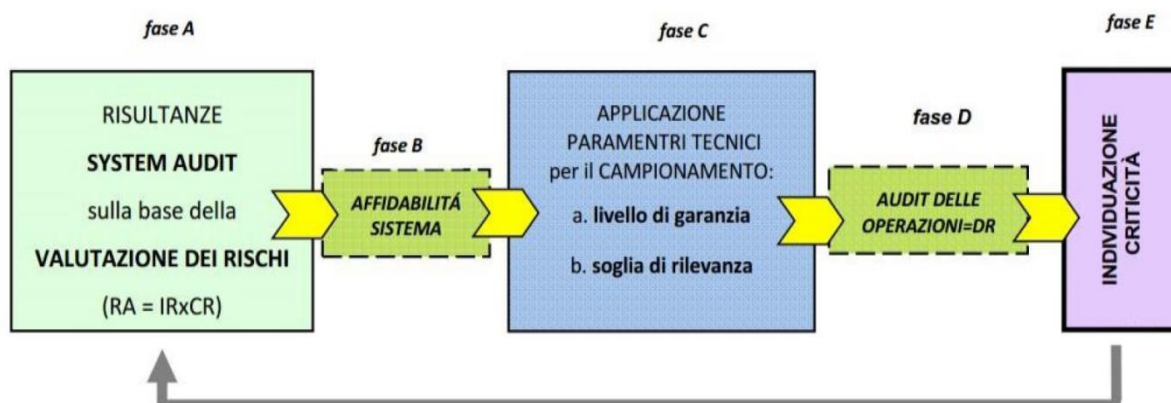 fase A
RISULTANZE
SYSTEM AUDIT
sulla base della
VALUTAZIONE DEI RISCHI
(RA = IRxCR)
fase B
AFFIDABILITÁ
SISTEMA
fase C
APPLICAZIONE
PARAMENTRI TECNICI
per il CAMPIONAMENTO:
a. livello di garanzia
b. soglia di rilevanza
fase D
AUDIT DELLE
OPERAZIONI=DR
fase E
INDIVIDUAZIONE
CRITICITÀ